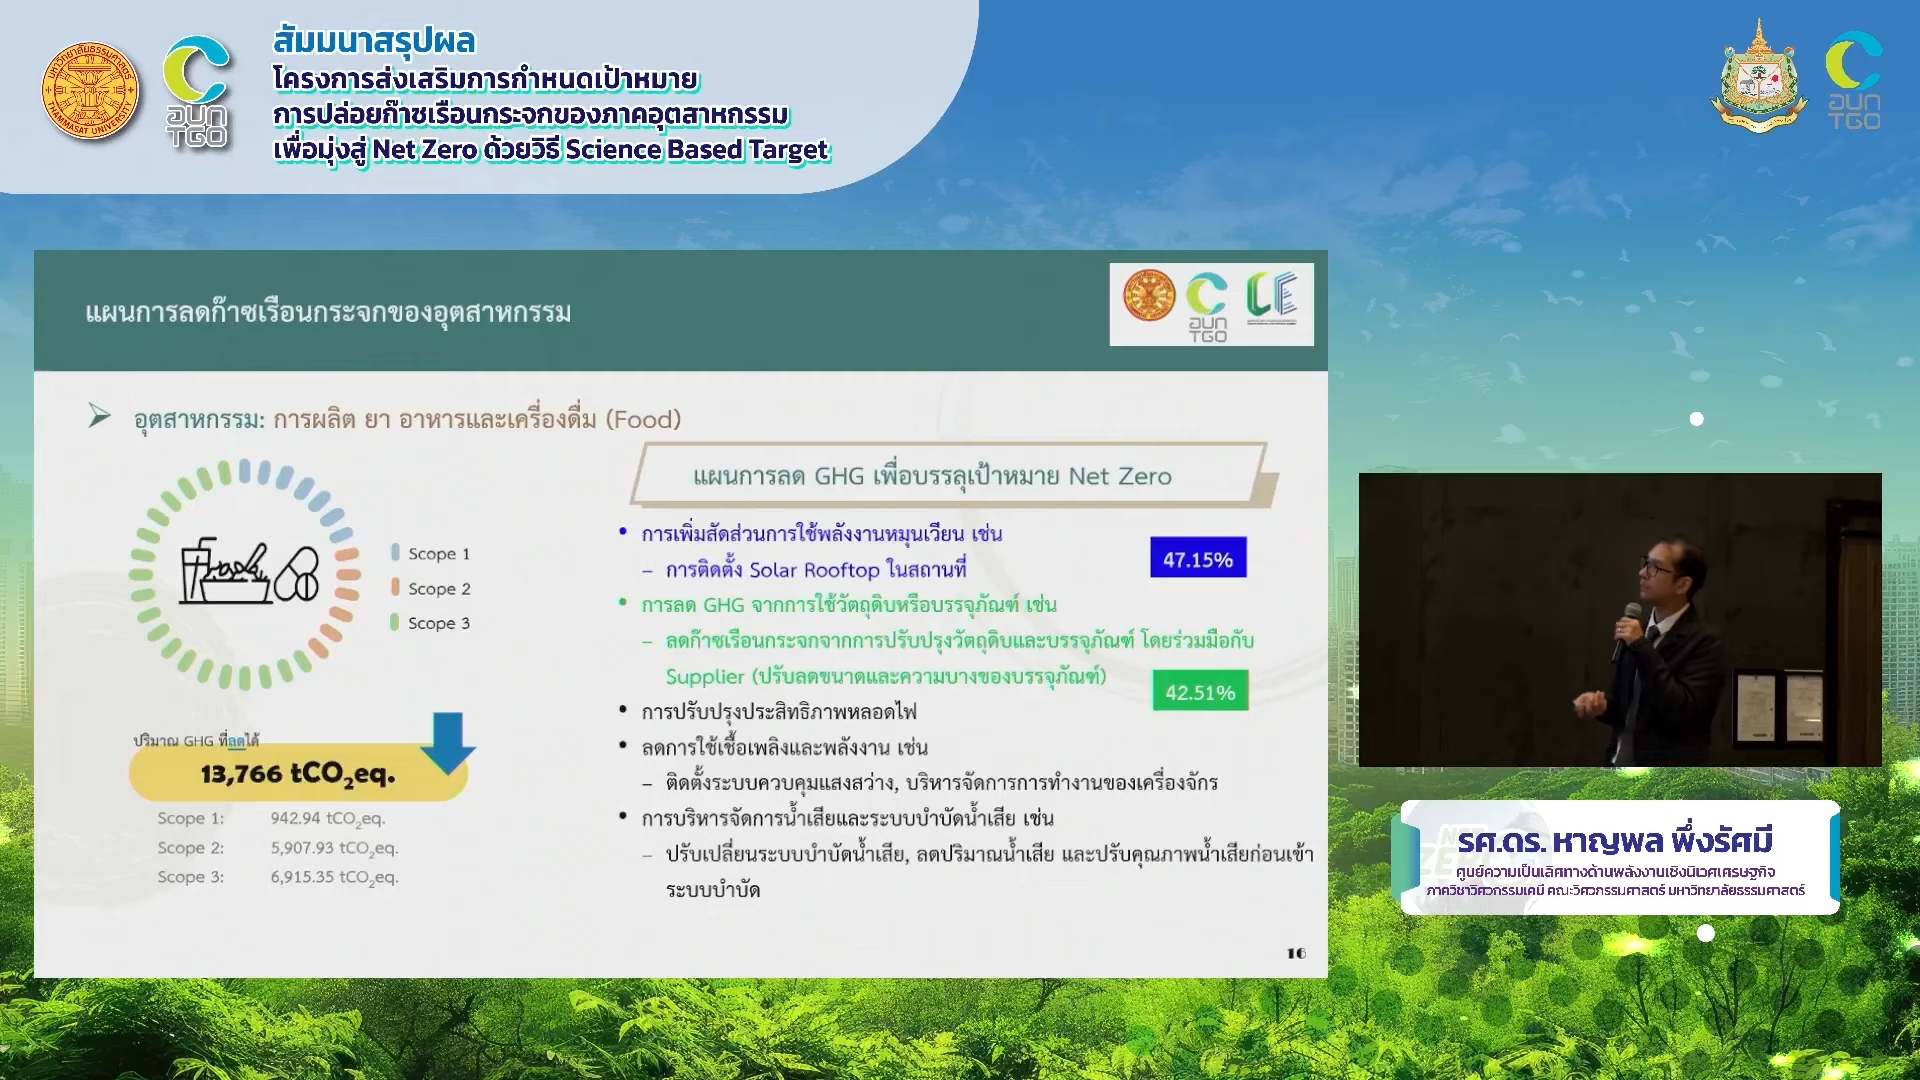 สัมมนาสรุปผล
โครงการส่งเสริมการกำหนดเป้าหมาย
การปล่อยก๊าซเรือนกระจกของภาคอุตสาหกรรม
เพื่อมุ่งสู่ Net Zero ด้วยวิธี Science Based Target
มหาวิทยาลัยธรรมศาสตร์
THAMMASAT UNIVERSITY
อบก
TGO
อบก
TGO
แผนการลดก๊าซเรือนกระจกของอุตสาหกรรม
อบก
TGO
อุตสาหกรรม: การผลิต ยา อาหารและเครื่องดื่ม (Food)
Scope 1
Scope 2
Scope 3
ปริมาณ GHG ที่ลดได้
13,766 tCO₂eq.
Scope 1: 942.94 tCO₂eq.
Scope 2: 5,907.93 tCO₂eq.
Scope 3: 6,915.35 tCO₂eq.
แผนการลด GHG เพื่อบรรลุเป้าหมาย Net Zero
• การเพิ่มสัดส่วนการใช้พลังงานหมุนเวียน เช่น
– การติดตั้ง Solar Rooftop ในสถานที่
47.15%
• การลด GHG จากการใช้วัตถุดิบหรือบรรจุภัณฑ์ เช่น
– ลดก๊าซเรือนกระจกจากการปรับปรุงวัตถุดิบและบรรจุภัณฑ์ โดยร่วมมือกับ
Supplier (ปรับลดขนาดและความบางของบรรจุภัณฑ์)
42.51%
• การปรับปรุงประสิทธิภาพหลอดไฟ
• ลดการใช้เชื้อเพลิงและพลังงาน เช่น
– ติดตั้งระบบควบคุมแสงสว่าง, บริหารจัดการการทำงานของเครื่องจักร
• การบริหารจัดการน้ำเสียและระบบบำบัดน้ำเสีย เช่น
– ปรับเปลี่ยนระบบบำบัดน้ำเสีย, ลดปริมาณน้ำเสีย และปรับคุณภาพน้ำเสียก่อนเข้า
ระบบบำบัด
16
รศ.ดร. หาญพล พึ่งรัศมี
ศูนย์ความเป็นเลิศทางด้านพลังงานเชิงนิเวศเศรษฐกิจ
ภาควิชาวิศวกรรมเคมี คณะวิศวกรรมศาสตร์ มหาวิทยาลัยธรรมศาสตร์